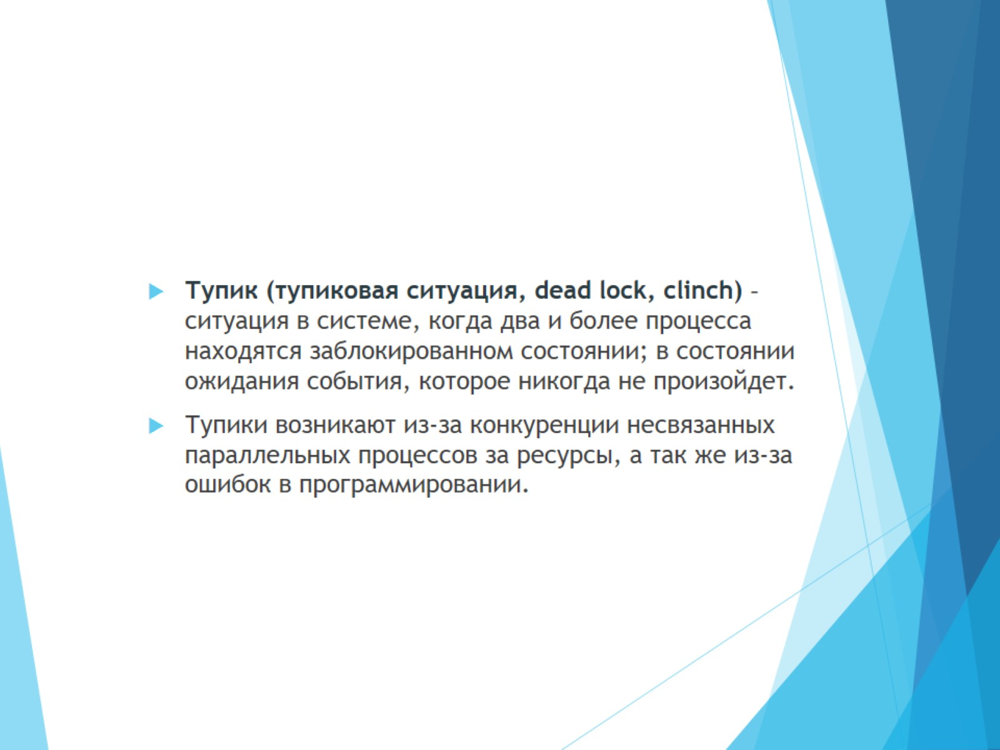 Тупик (тупиковая ситуация, dead lock, clinch) –
ситуация в системе, когда два и более процесса
находятся заблокированном состоянии; в состоянии
ожидания события, которое никогда не произойдет.
Тупики возникают из-за конкуренции несвязанных
параллельных процессов за ресурсы, а так же из-за
ошибок в программировании.